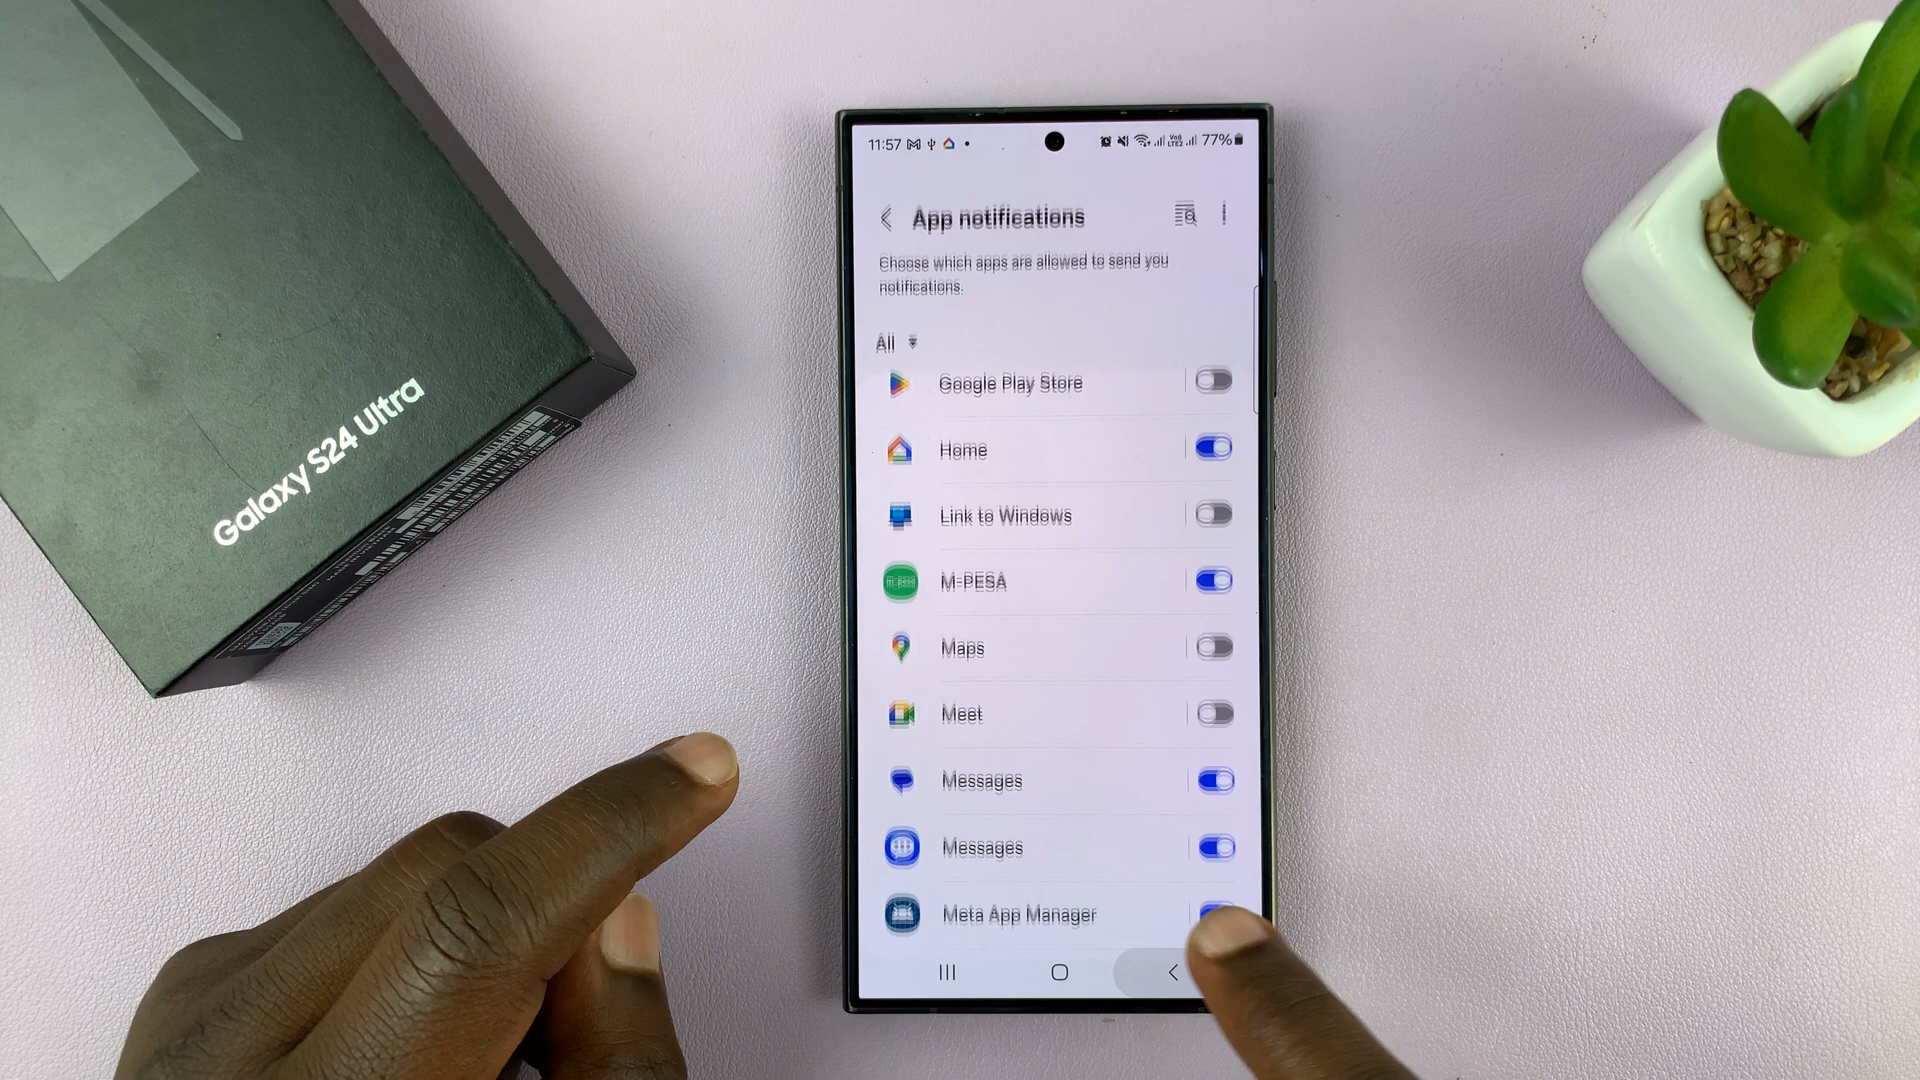 Galaxy S24 Ultra
11:57
77%
App notifications
Choose which apps are allowed to send you
notifications.
All
Google Play Store
Home
Link to Windows
M-PESA
Maps
Meet
Messages
Messages
Meta App Manager